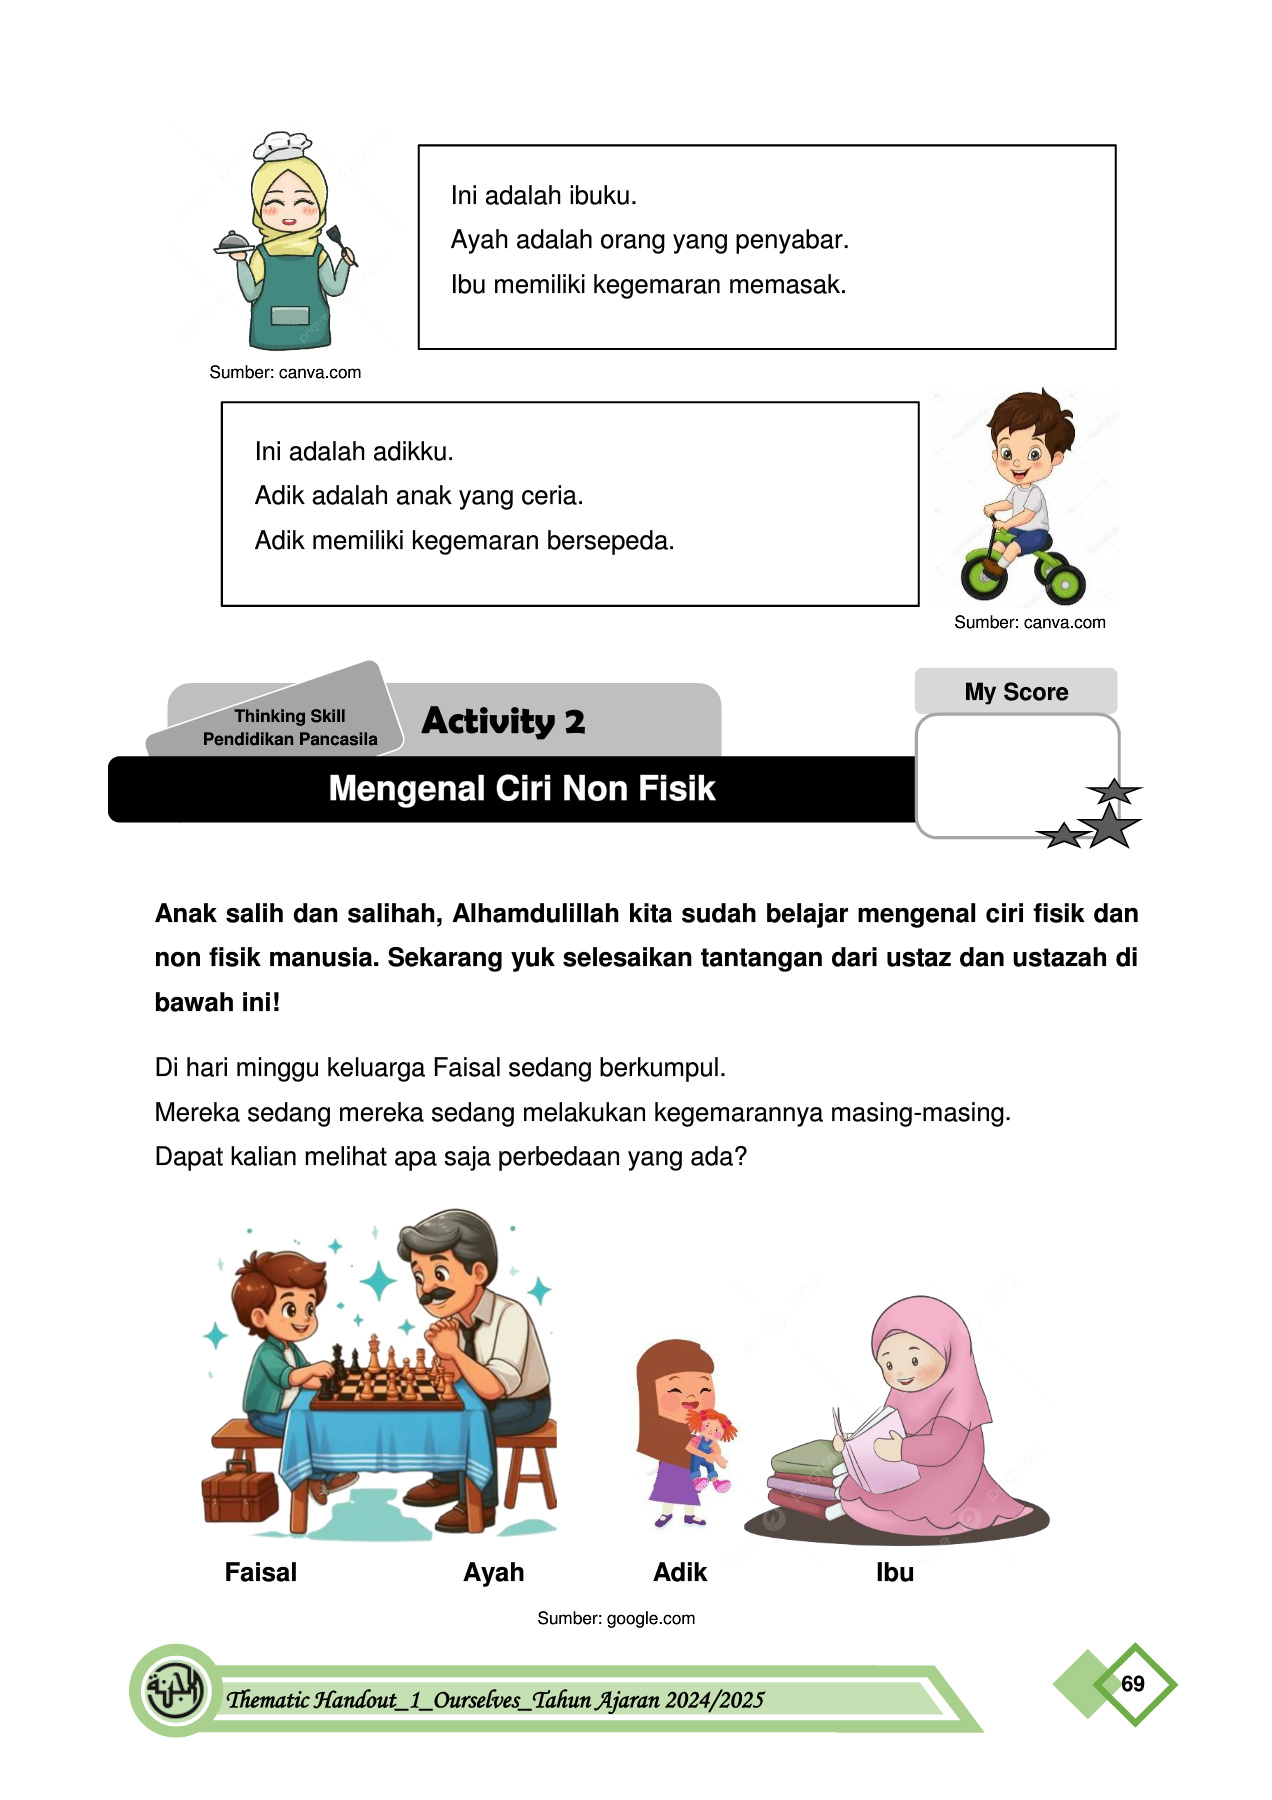 Ini adalah ibuku.
Ayah adalah orang yang penyabar.
Ibu memiliki kegemaran memasak.
Sumber: canva.com
Ini adalah adikku.
Adik adalah anak yang ceria.
Adik memiliki kegemaran bersepeda.
Sumber: canva.com
Thinking Skill
Pendidikan Pancasila
Activity 2
My Score
Mengenal Ciri Non Fisik
Anak salih dan salihah, Alhamdulillah kita sudah belajar mengenal ciri fisik dan
non fisik manusia. Sekarang yuk selesaikan tantangan dari ustaz dan ustazah di
bawah ini!
Di hari minggu keluarga Faisal sedang berkumpul.
Mereka sedang mereka sedang melakukan kegemarannya masing-masing.
Dapat kalian melihat apa saja perbedaan yang ada?
Faisal Ayah Adik Ibu
Sumber: google.com
Thematic Handout_1_Ourselves_Tahun Ajaran 2024/2025
69